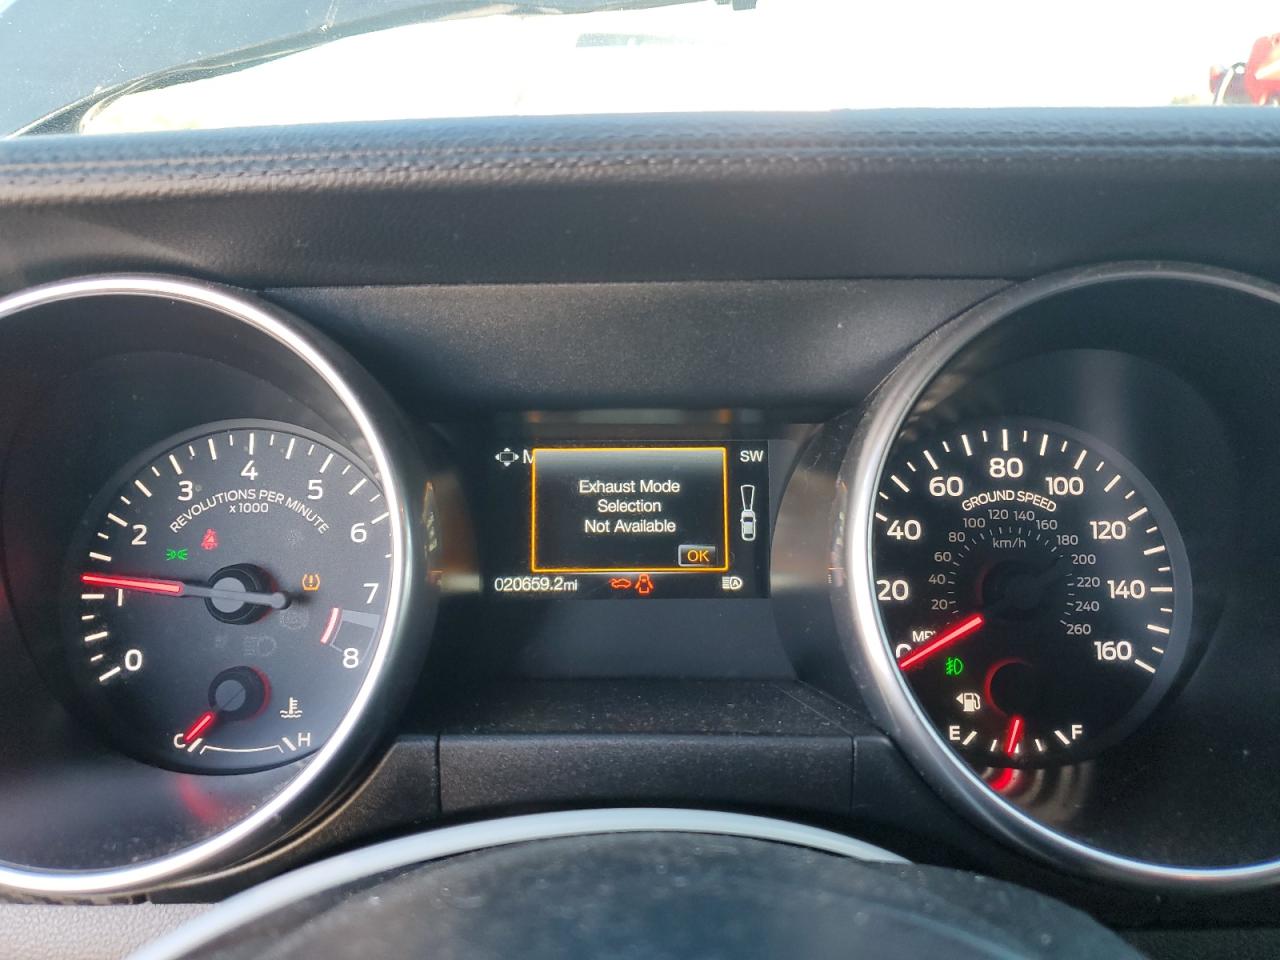 4
3
5
REVOLUTIONS PER MINUTE
x1000
2
6
1
7
0
8
C
H
M
SW
Exhaust Mode
Selection
Not Available
OK
020659.2mi
80
60
100
GROUND SPEED
120 140
100
160
40
80
km/h
180
120
60
200
20
40
220
140
20
240
260
0
160
E
F